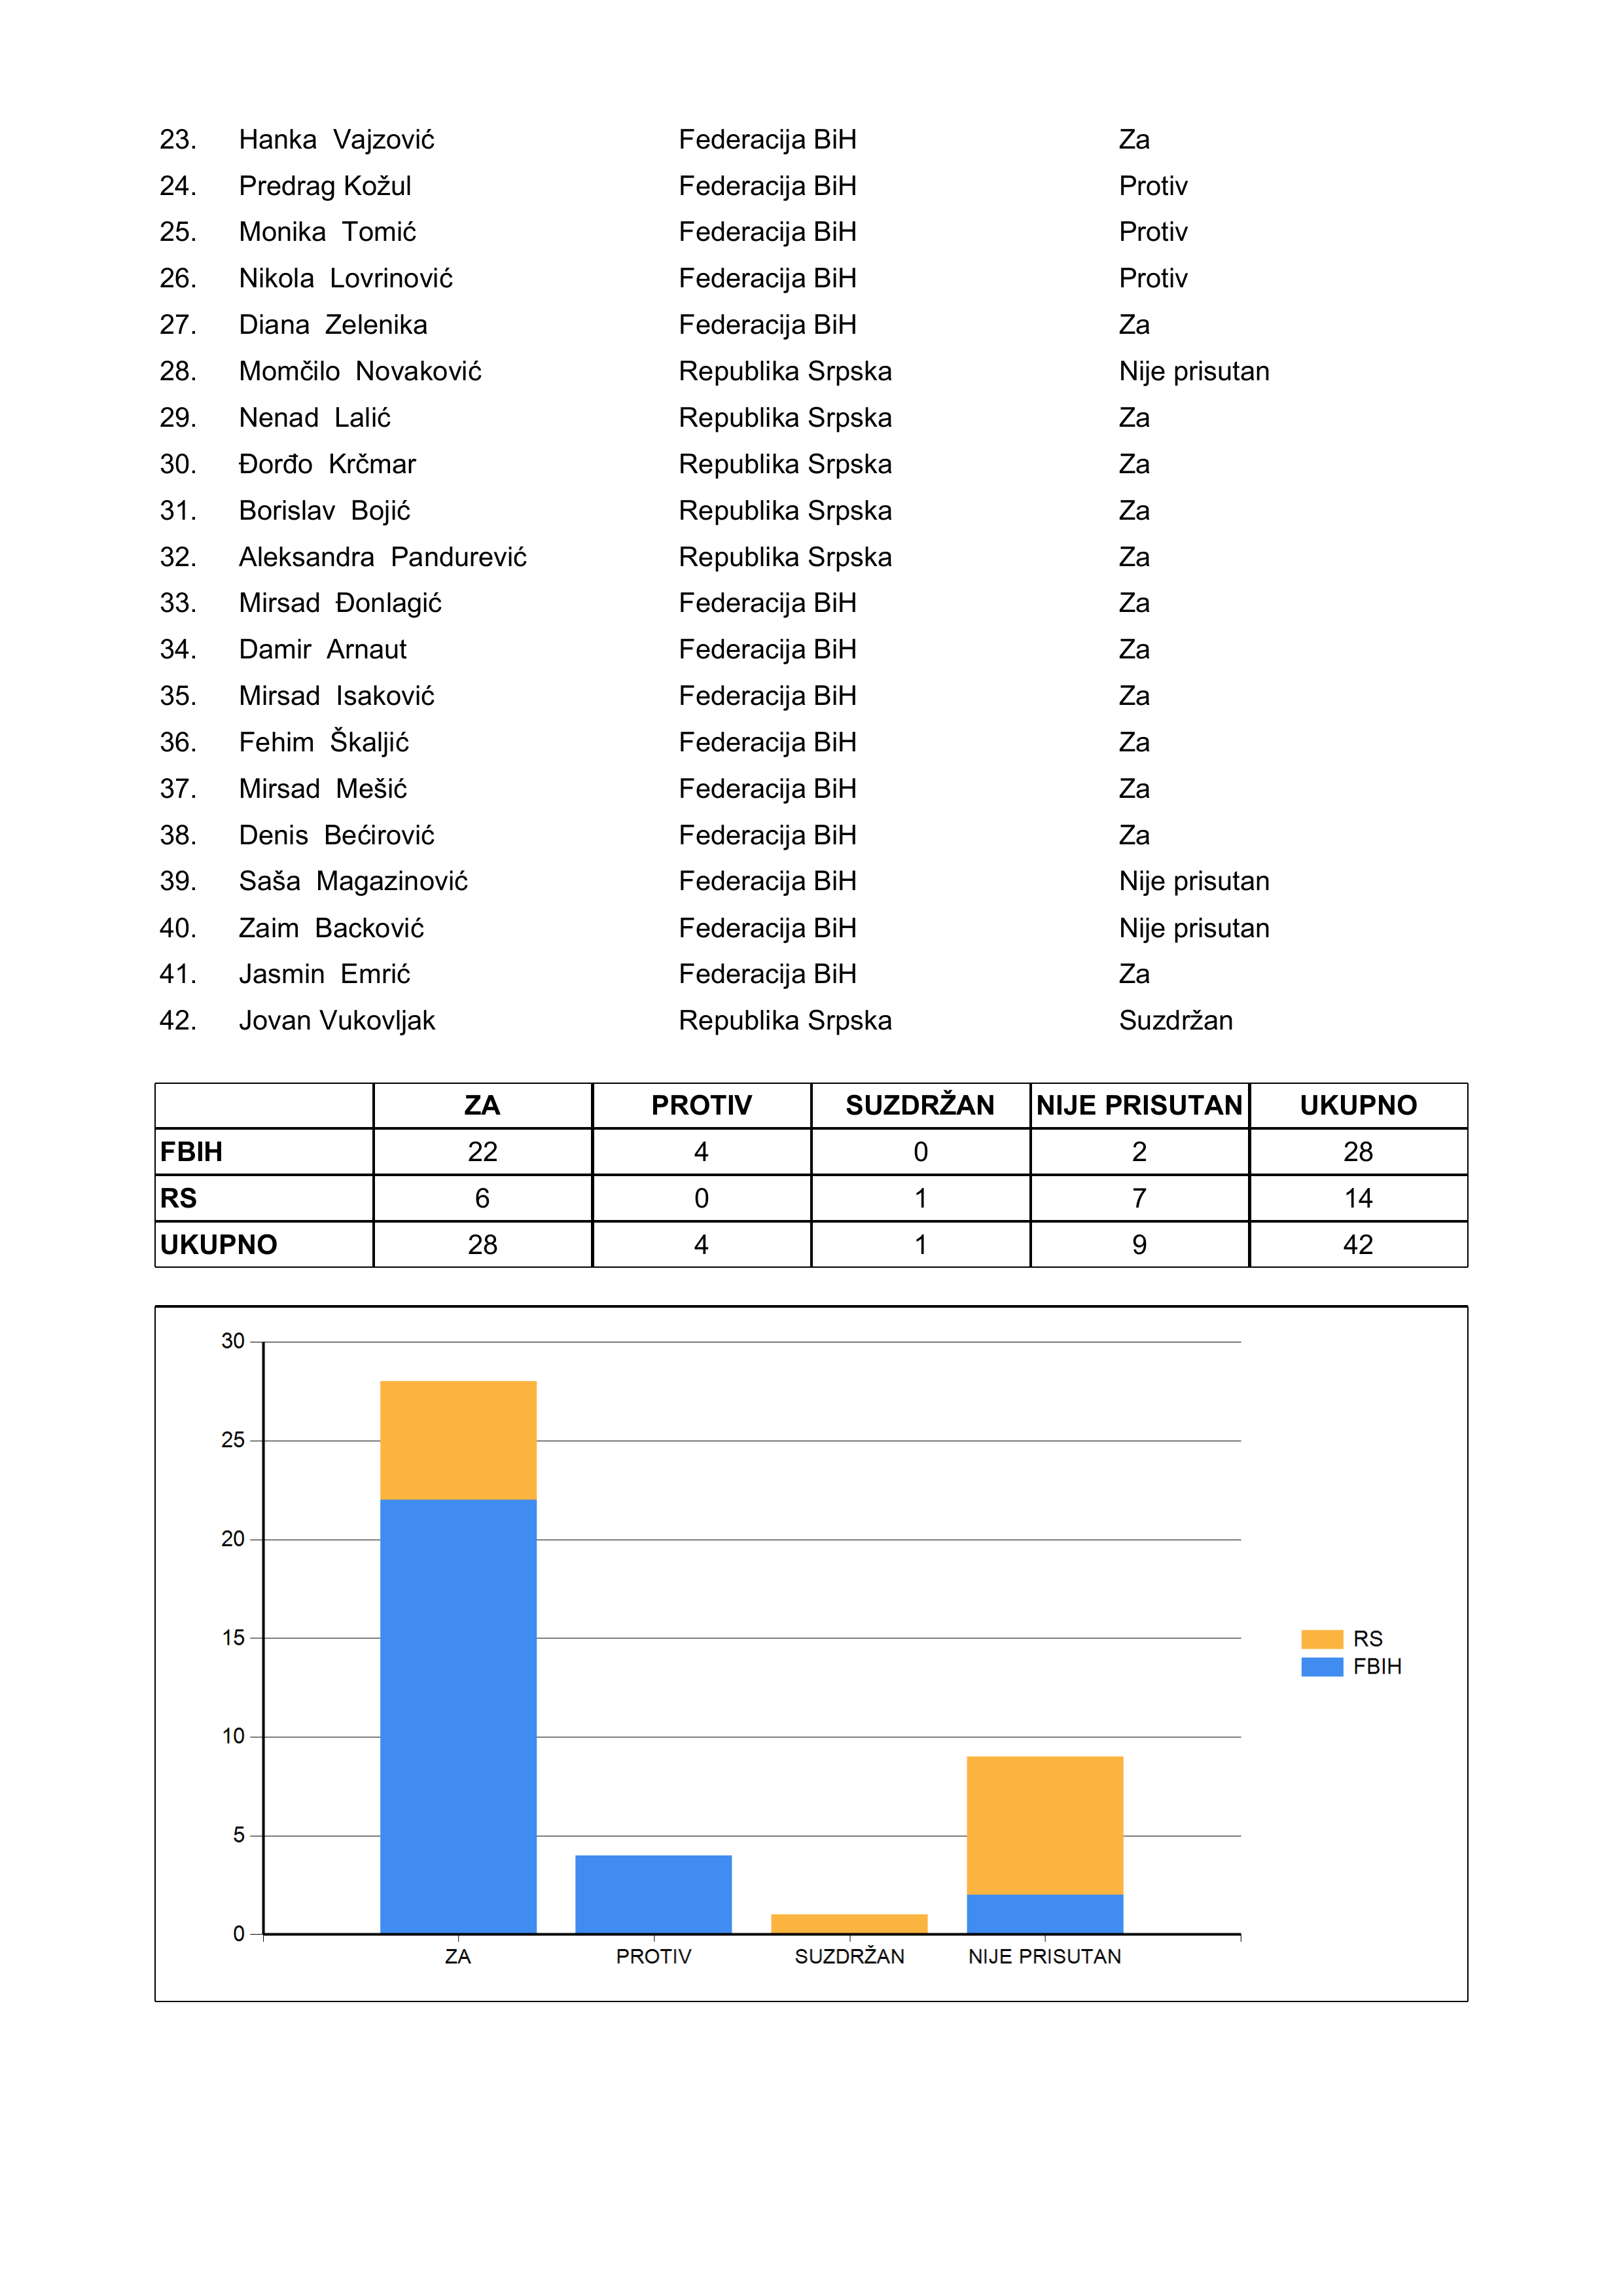 23. Hanka Vajzović Federacija BiH Za
24. Predrag Kožul Federacija BiH Protiv
25. Monika Tomić Federacija BiH Protiv
26. Nikola Lovrinović Federacija BiH Protiv
27. Diana Zelenika Federacija BiH Za
28. Momčilo Novaković Republika Srpska Nije prisutan
29. Nenad Lalić Republika Srpska Za
30. Đorđo Krčmar Republika Srpska Za
31. Borislav Bojić Republika Srpska Za
32. Aleksandra Pandurević Republika Srpska Za
33. Mirsad Đonlagić Federacija BiH Za
34. Damir Arnaut Federacija BiH Za
35. Mirsad Isaković Federacija BiH Za
36. Fehim Škaljić Federacija BiH Za
37. Mirsad Mešić Federacija BiH Za
38. Denis Bećirović Federacija BiH Za
39. Saša Magazinović Federacija BiH Nije prisutan
40. Zaim Backović Federacija BiH Nije prisutan
41. Jasmin Emrić Federacija BiH Za
42. Jovan Vukovljak Republika Srpska Suzdržan
ZA PROTIV SUZDRŽAN NIJE PRISUTAN UKUPNO
FBIH 22 4 0 2 28
RS 6 0 1 7 14
UKUPNO 28 4 1 9 42
30
25
20
15
10
5
0
ZA PROTIV SUZDRŽAN NIJE PRISUTAN
RS
FBIH